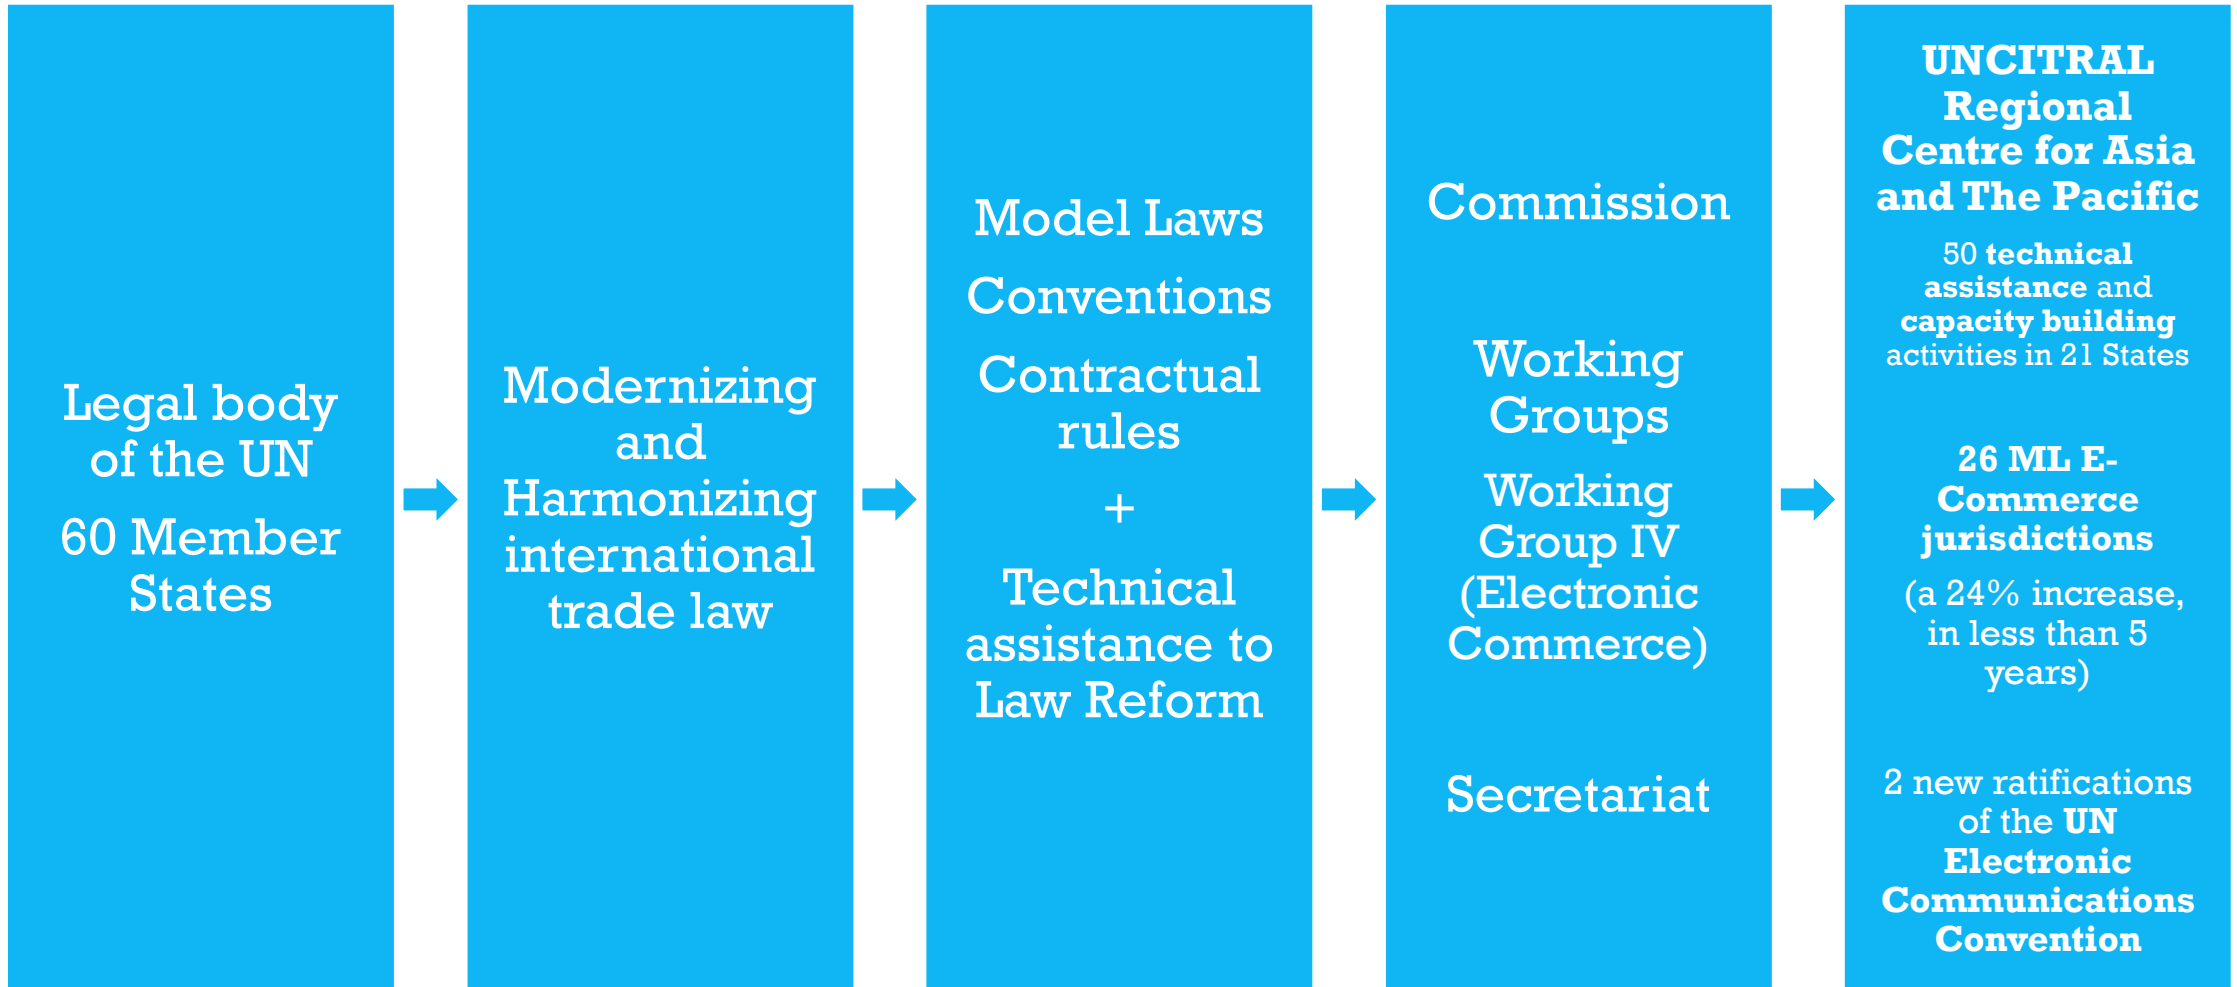 Legal body
of the UN
60 Member
States
Modernizing
and
Harmonizing
international
trade law
Model Laws
Conventions
Contractual
rules
+
Technical
assistance to
Law Reform
Commission
Working
Groups
Working
Group IV
(Electronic
Commerce)
Secretariat
UNCITRAL
Regional
Centre for Asia
and The Pacific
50 technical
assistance and
capacity building
activities in 21 States
26 ML E-
Commerce
jurisdictions
(a 24% increase,
in less than 5
years)
2 new ratifications
of the UN
Electronic
Communications
Convention